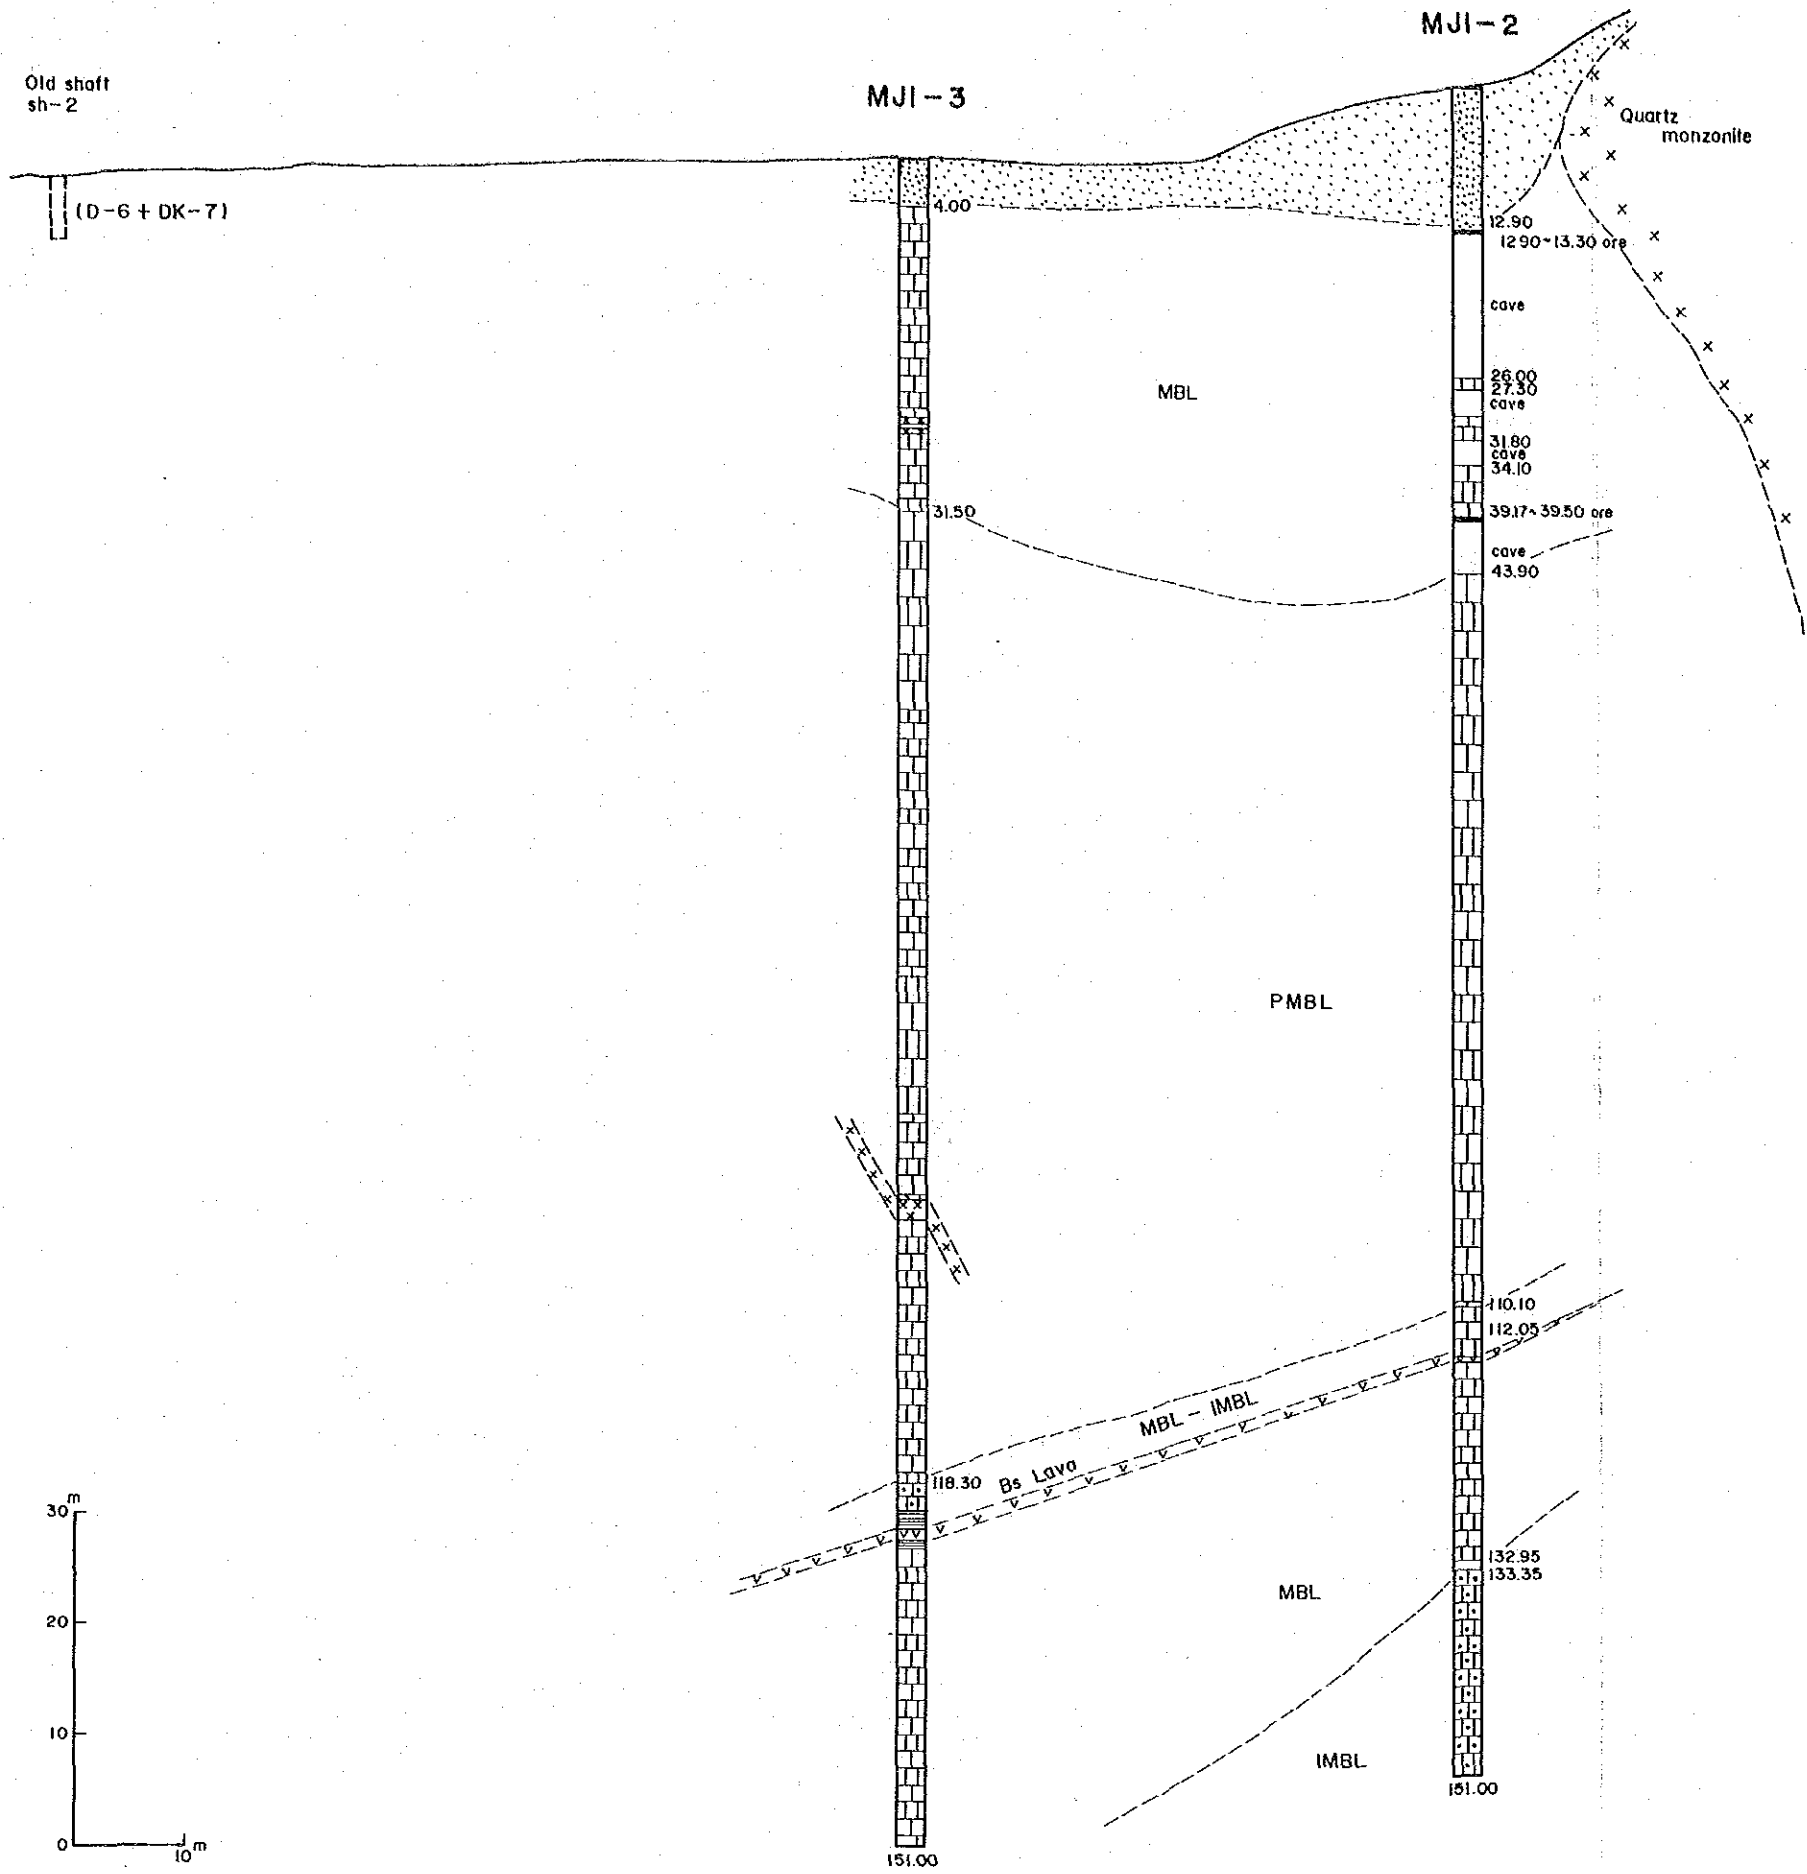 MJI-2
Old shaft
sh-2
MJI-3
Quartz
monzonite
(D-6 + DK-7)
4.00
12.90
12.90~13.30 ore
cave
26.00
27.30
cave
MBL
31.80
cave
34.10
31.50
39.17~39.50 ore
cave
43.90
PMBL
110.10
112.05
MBL - IMBL
Bs Lava
118.30
30 m
132.95
133.35
MBL
20
10
IMBL
151.00
0
10 m
151.00